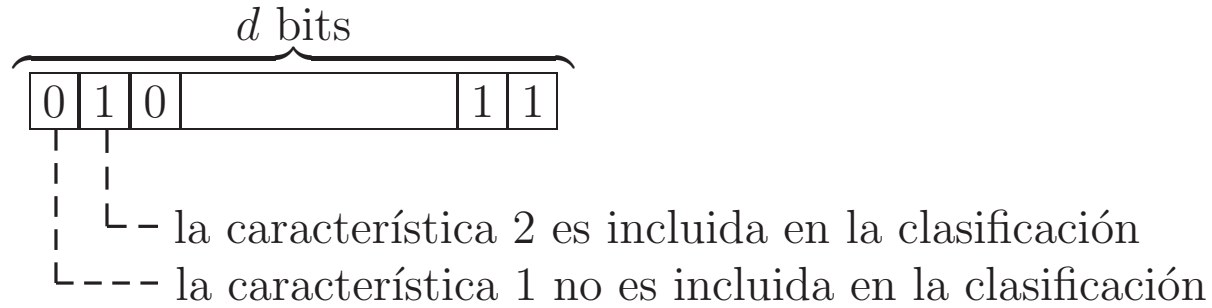 d bits
0 1 0 1 1
la característica 2 es incluida en la clasificación
la característica 1 no es incluida en la clasificación